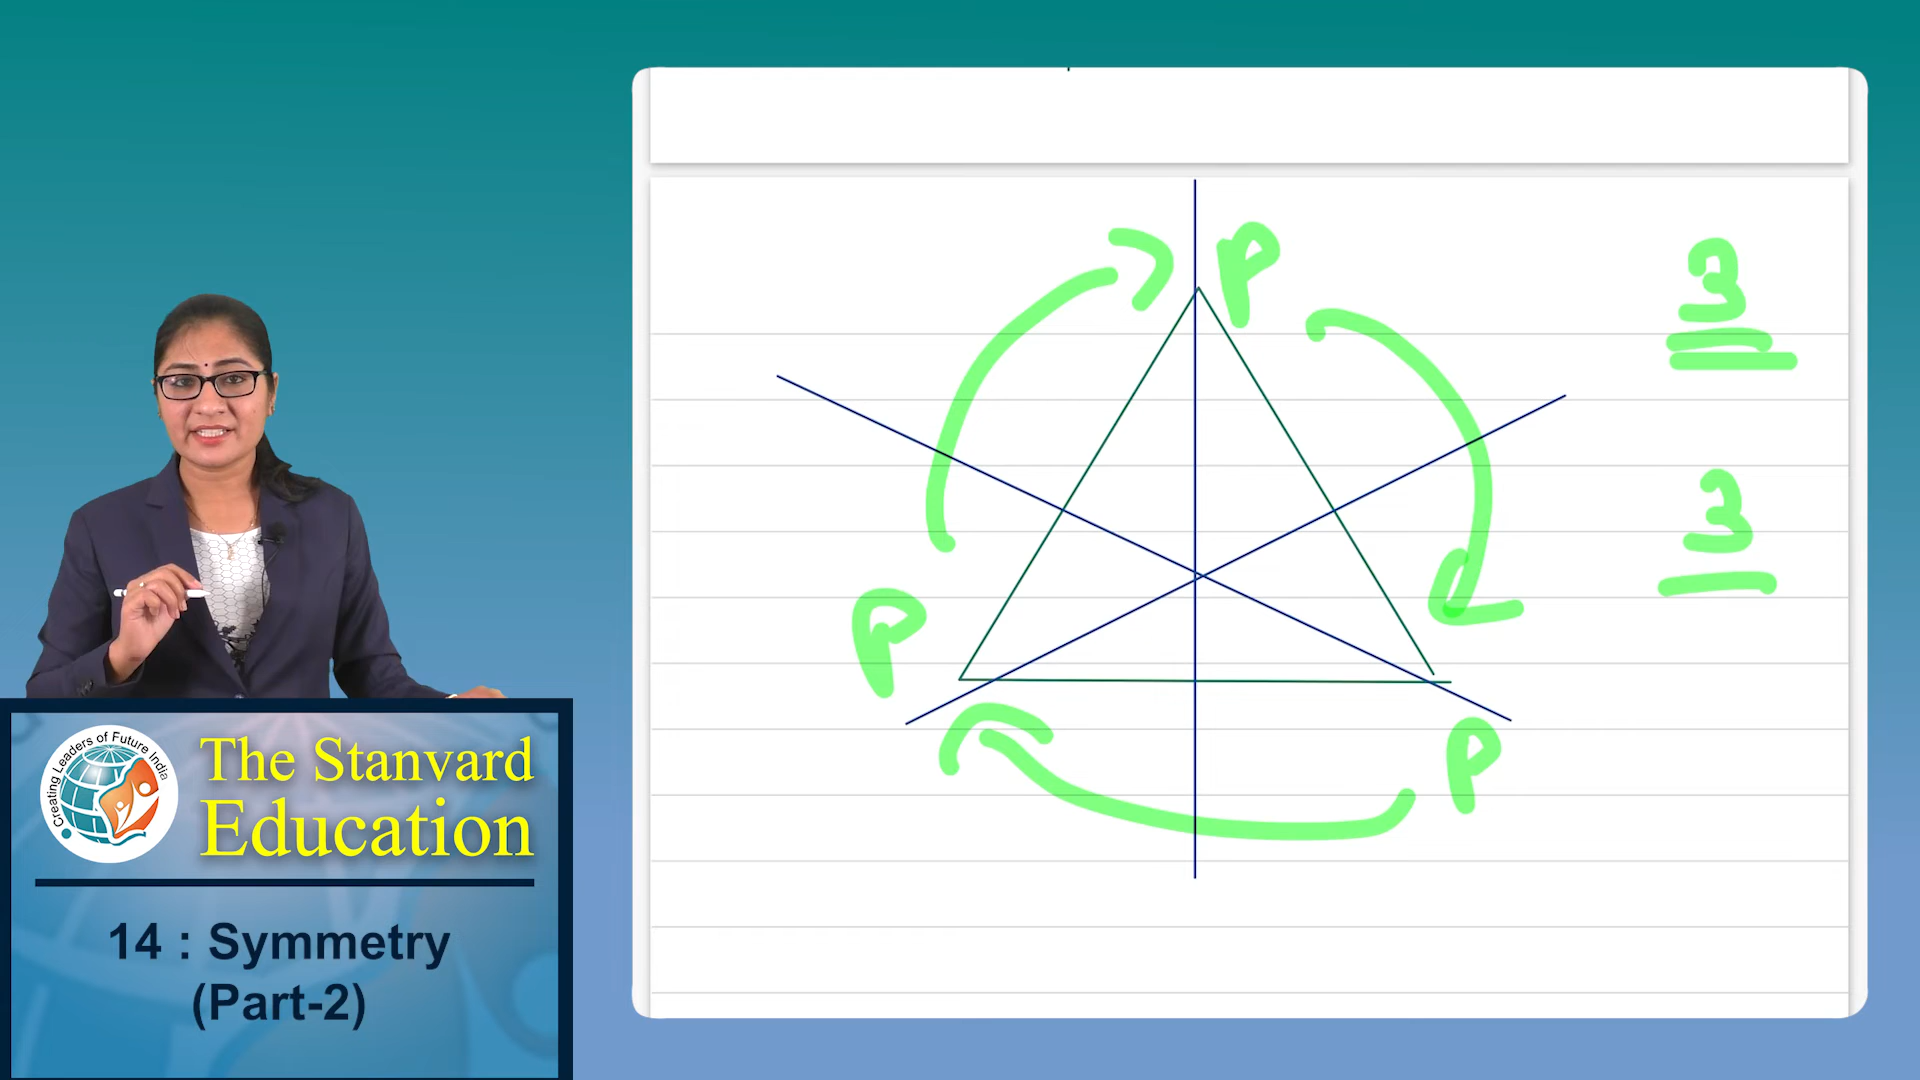 P
3
3
P
P
Creating Leaders of Future India
The Stanvard
Education
14 : Symmetry
(Part-2)